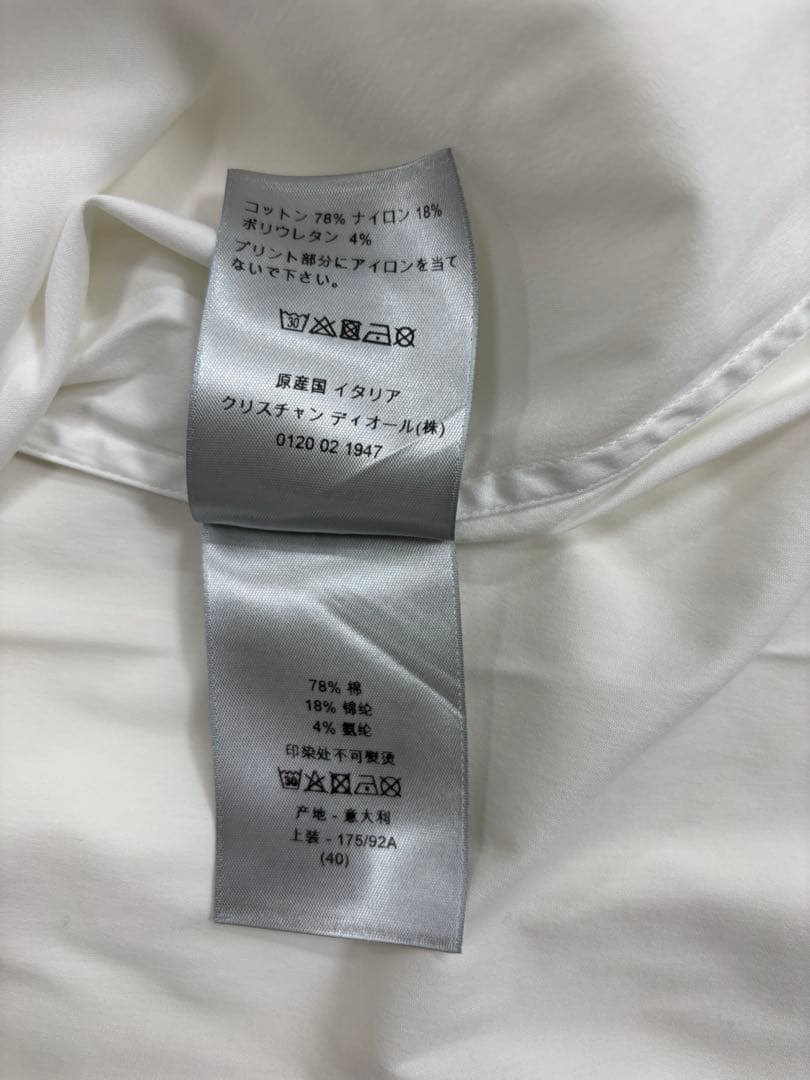 コットン 78% ナイロン 18%
ポリウレタン 4%
プリント部分にアイロンを当て
ないで下さい。
30
原産国 イタリア
クリスチャン ディオール(株)
0120 02 1947
78% 棉
18% 锦纶
4% 氨纶
印染处不可熨烫
30
产地 - 意大利
上装 - 175/92A
(40)